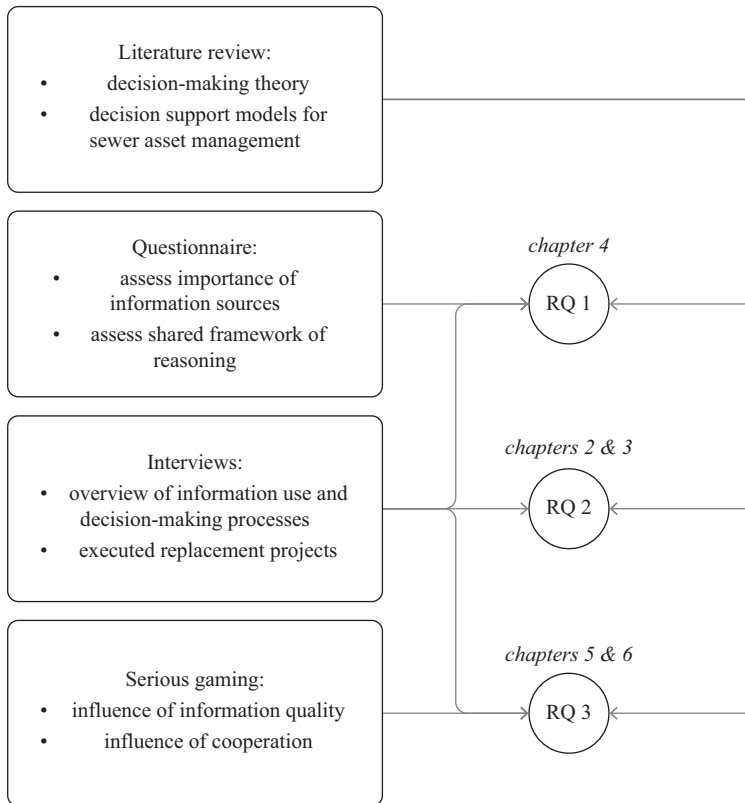 Literature review:
• decision-making theory
• decision support models for
sewer asset management
Questionnaire:
• assess importance of
information sources
• assess shared framework of
reasoning
chapter 4
RQ 1
Interviews:
• overview of information use and
decision-making processes
• executed replacement projects
chapters 2 & 3
RQ 2
Serious gaming:
• influence of information quality
• influence of cooperation
chapters 5 & 6
RQ 3